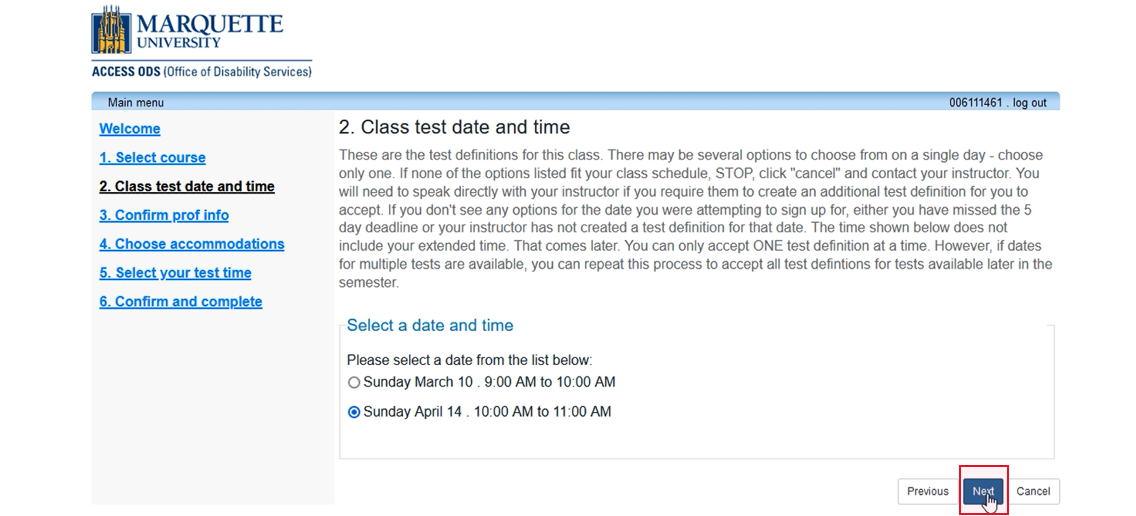 MARQUETTE
UNIVERSITY
ACCESS ODS (Office of Disability Services)
Main menu
006111461 . log out
Welcome
1. Select course
2. Class test date and time
3. Confirm prof info
4. Choose accommodations
5. Select your test time
6. Confirm and complete
2. Class test date and time
These are the test definitions for this class. There may be several options to choose from on a single day - choose
only one. If none of the options listed fit your class schedule, STOP, click "cancel" and contact your instructor. You
will need to speak directly with your instructor if you require them to create an additional test definition for you to
accept. If you don't see any options for the date you were attempting to sign up for, either you have missed the 5
day deadline or your instructor has not created a test definition for that date. The time shown below does not
include your extended time. That comes later. You can only accept ONE test definition at a time. However, if dates
for multiple tests are available, you can repeat this process to accept all test defintions for tests available later in the
semester.
Select a date and time
Please select a date from the list below:
Sunday March 10 . 9:00 AM to 10:00 AM
Sunday April 14 . 10:00 AM to 11:00 AM
Previous
Next
Cancel